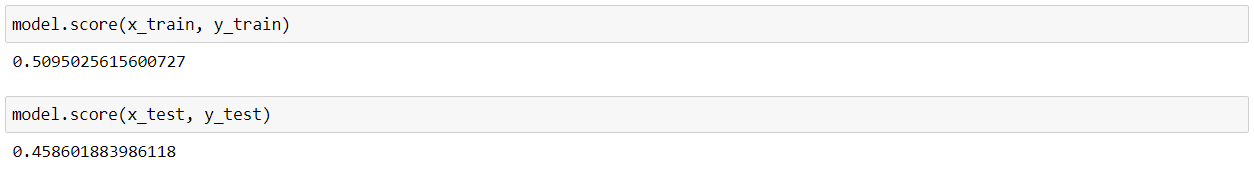 model.score(x_train, y_train)
0.5095025615600727
model.score(x_test, y_test)
0.458601883986118